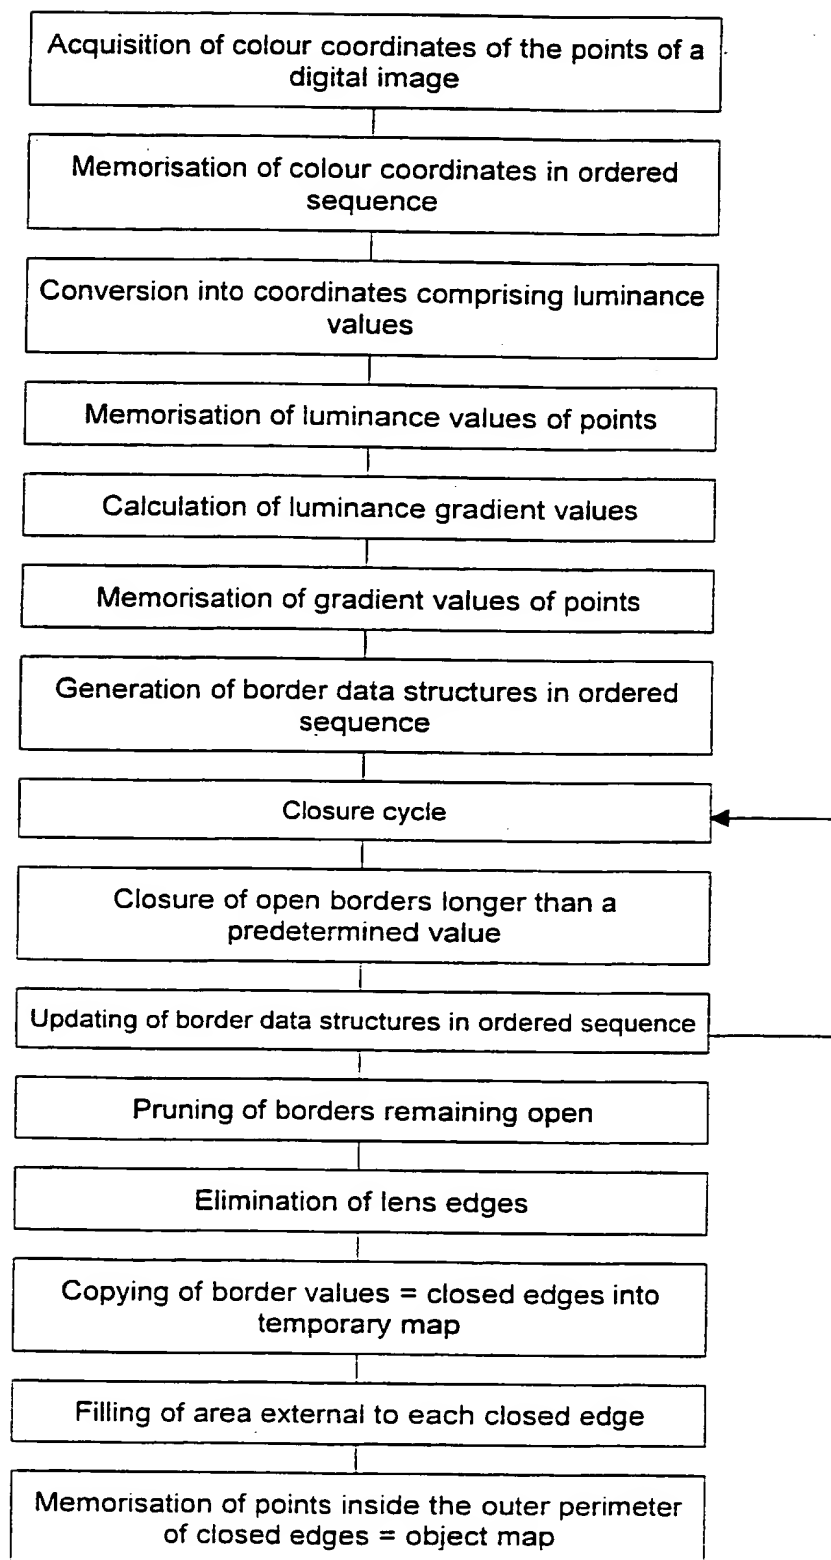 Acquisition of colour coordinates of the points of a
digital image
Memorisation of colour coordinates in ordered
sequence
Conversion into coordinates comprising luminance
values
Memorisation of luminance values of points
Calculation of luminance gradient values
Memorisation of gradient values of points
Generation of border data structures in ordered
sequence
Closure cycle
Closure of open borders longer than a
predetermined value
Updating of border data structures in ordered sequence
Pruning of borders remaining open
Elimination of lens edges
Copying of border values = closed edges into
temporary map
Filling of area external to each closed edge
Memorisation of points inside the outer perimeter
of closed edges = object map